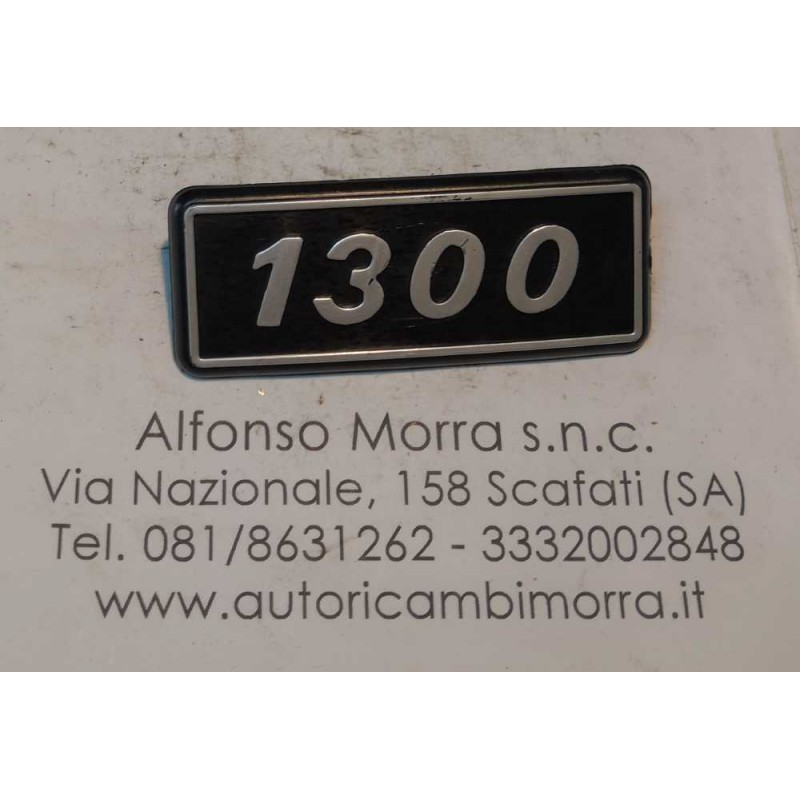 1300
Alfonso Morra s.n.c.
Via Nazionale, 158 Scafati (SA)
Tel. 081/8631262 - 3332002848
www.autoricambimorra.it